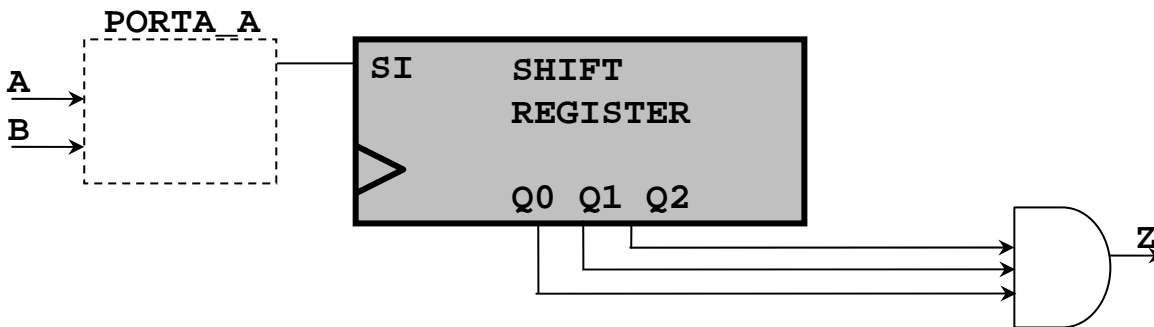 PORTA_A
A
B
SI
SHIFT
REGISTER
Q0 Q1 Q2
Z